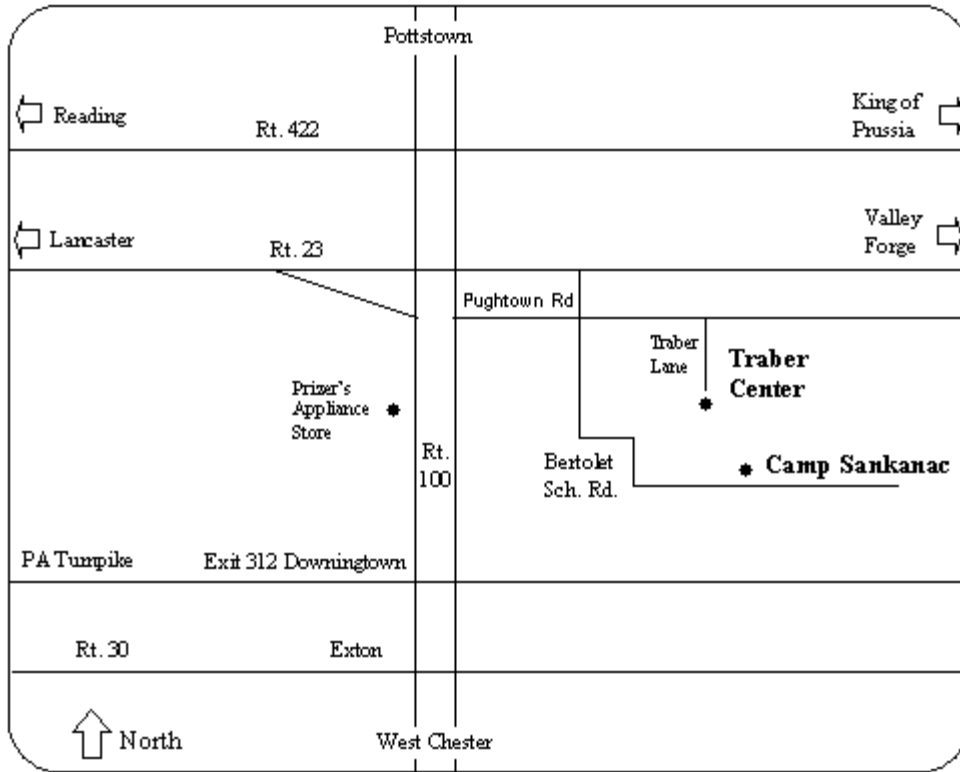 Pottstown
Reading
King of
Prussia
Rt. 422
Lancaster
Valley
Forge
Rt. 23
Pughtown Rd
Traber
Lane
Traber
Center
Prizer's
Appliance
Store
Rt.
100
Bertolet
Sch. Rd.
Camp Sankanac
PA Turnpike
Exit 312 Downingtown
Rt. 30
Exton
North
West Chester